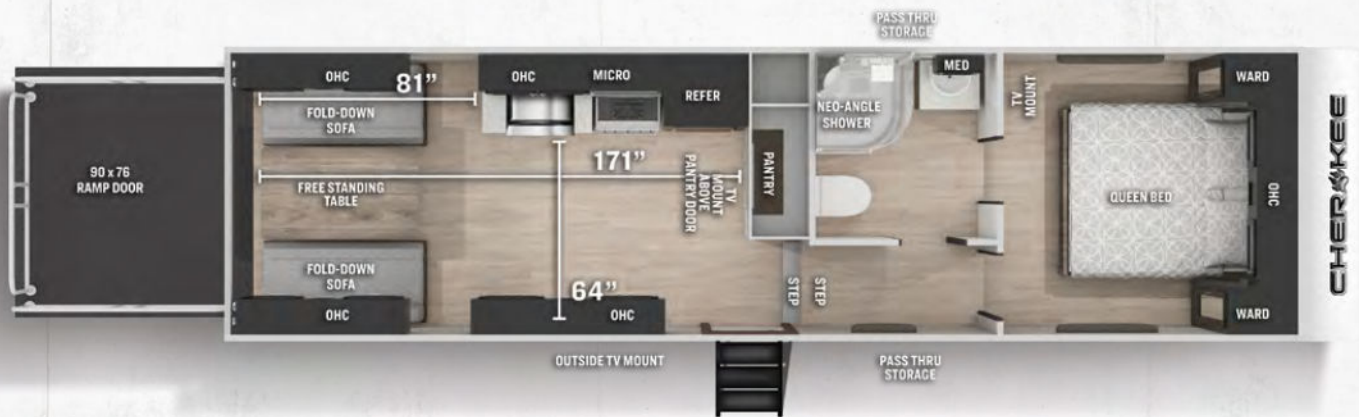 PASS THRU
STORAGE
OHC
81"
OHC
MICRO
REFER
MED
WARD
FOLD-DOWN
SOFA
NEO-ANGLE
SHOWER
TV
MOUNT
90 x 76
RAMP DOOR
171"
FREE STANDING
TABLE
TV
MOUNT
ABOVE
PANTRY DOOR
PANTRY
QUEEN BED
OHC
CHEROKEE
FOLD-DOWN
SOFA
64"
STEP
STEP
OHC
OHC
WARD
OUTSIDE TV MOUNT
PASS THRU
STORAGE